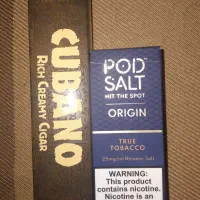 CUBANO
RICH CREAMY CIGAR
POD
SALT
HIT THE SPOT
ORIGIN
TRUE
TOBACCO
WARNING:
This product
contains nicotine.
Nicotine is an